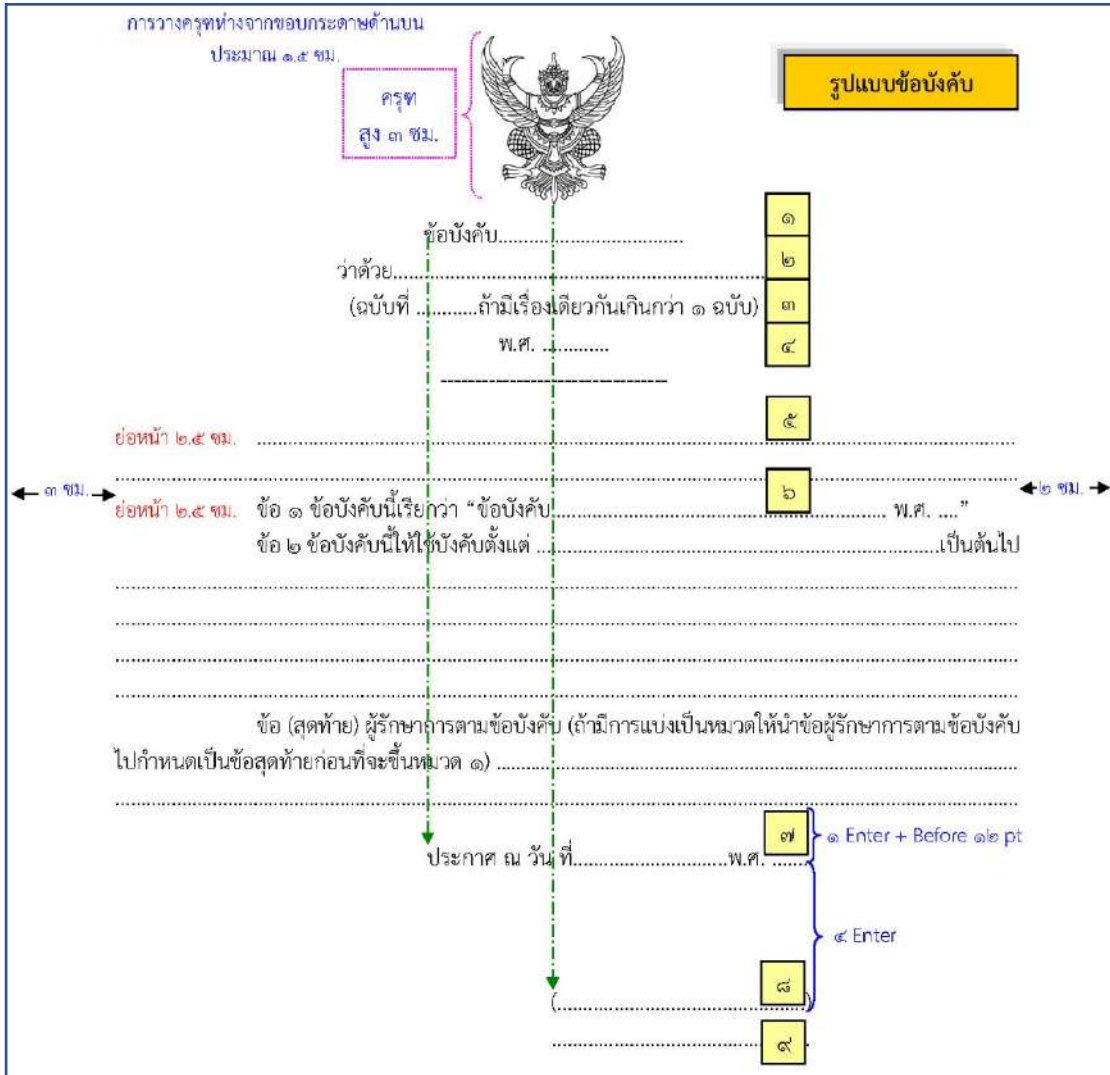 การวางครุฑห่างจากขอบกระดาษด้านบน
ประมาณ ๑.๕ ซม.
รูปแบบข้อบังคับ
ครุฑ
สูง ๓ ซม.
ข้อบังคับ.................................. ๑
ว่าด้วย...................................................................... ๒
(ฉบับที่ ............ถ้ามีเรื่องเดียวกันเกินกว่า ๑ ฉบับ) ๓
พ.ศ. ............ ๔
---------------------------------
๕
ย่อหน้า ๒.๕ ซม. ..........................................................................................................
..........................................................................................................
๖
๓ ซม. ๒ ซม.
ย่อหน้า ๒.๕ ซม. ข้อ ๑ ข้อบังคับนี้เรียกว่า “ข้อบังคับ.............................................................. พ.ศ. ....”
ข้อ ๒ ข้อบังคับนี้ให้ใช้บังคับตั้งแต่ ..........................................................................เป็นต้นไป
..........................................................................................................
..........................................................................................................
..........................................................................................................
..........................................................................................................
ข้อ (สุดท้าย) ผู้รักษาการตามข้อบังคับ (ถ้ามีการแบ่งเป็นหมวดให้นำข้อผู้รักษาการตามข้อบังคับ
ไปกำหนดเป็นข้อสุดท้ายก่อนที่จะขึ้นหมวด ๑) ................................................................................
..........................................................................................................
๗ ๑ Enter + Before ๑๒ pt
ประกาศ ณ วัน ที่............................พ.ศ. .......
๔ Enter
๘
(..............................................)
............................................... ๙